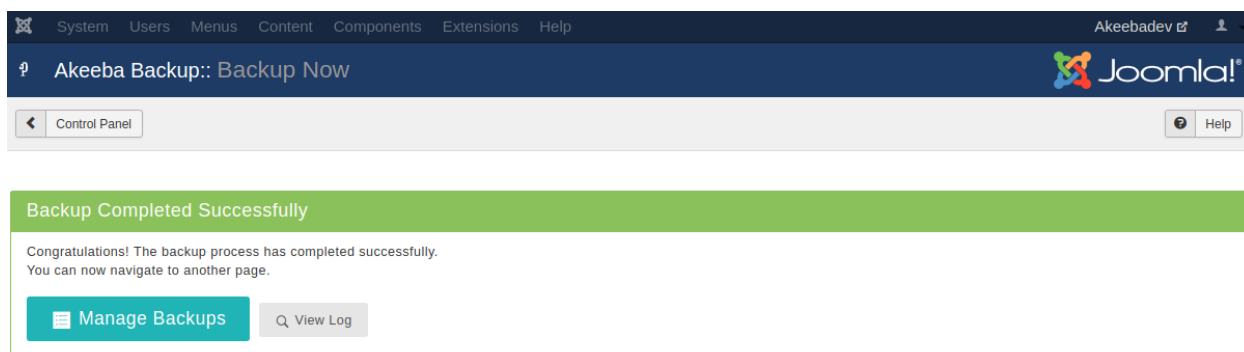 System Users Menus Content Components Extensions Help Akeebadev
Akeeba Backup:: Backup Now Joomla!®
Control Panel Help
Backup Completed Successfully
Congratulations! The backup process has completed successfully.
You can now navigate to another page.
Manage Backups View Log